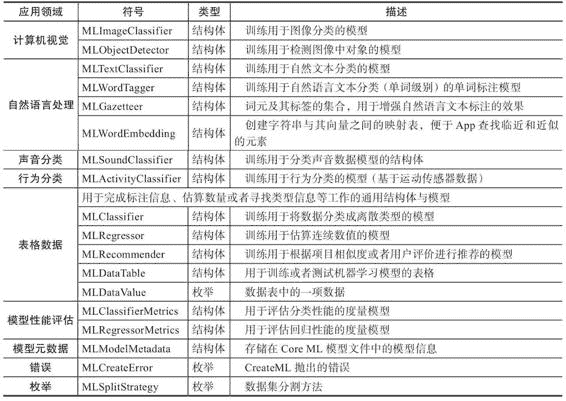 应用领域 符号 类型 描述
计算机视觉 MLImageClassifier 结构体 训练用于图像分类的模型
MLObjectDetector 结构体 训练用于检测图像中对象的模型
自然语言处理 MLTextClassifier 结构体 训练用于自然文本分类的模型
MLWordTagger 结构体 训练用于自然语言文本分类（单词级别）的单词标注模型
MLGazetteer 结构体 词元及其标签的集合，用于增强自然语言文本标注的效果
MLWordEmbedding 结构体 创建字符串与其向量之间的映射表，便于 App 查找临近和近似
的元素
声音分类 MLSoundClassifier 结构体 训练用于分类声音数据模型的结构体
行为分类 MLActivityClassifier 结构体 训练用于行为分类的模型（基于运动传感器数据）
表格数据 用于完成标注信息、估算数量或者寻找类型信息等工作的通用结构体与模型
MLClassifier 结构体 训练用于将数据分成离散类型的模型
MLRegressor 结构体 训练用于估算连续数值的模型
MLRecommender 结构体 训练用于根据项目相似度或者用户评价进行推荐的模型
MLDataTable 结构体 用于训练或者测试机器学习模型的表格
MLDataValue 枚举 数据表中的一项数据
模型性能评估 MLClassifierMetrics 结构体 用于评估分类性能的度量模型
MLRegressorMetrics 结构体 用于评估回归性能的度量模型
模型元数据 MLModelMetadata 结构体 存储在 Core ML 模型文件中的模型信息
错误 MLCreateError 枚举 CreateML 抛出的错误
枚举 MLSplitStrategy 枚举 数据集分割方法